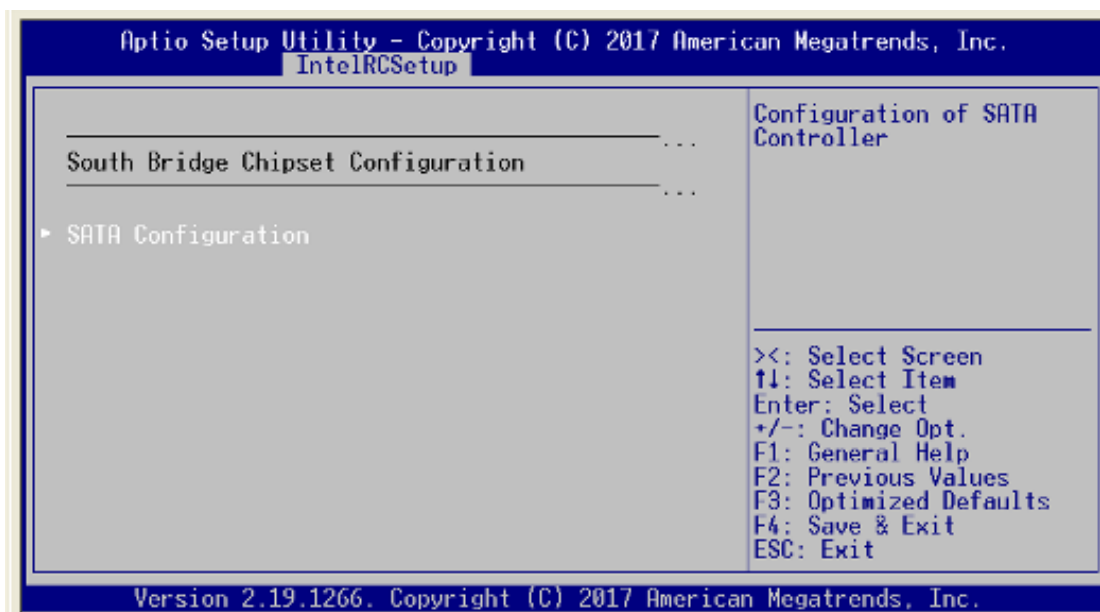 Aptio Setup Utility – Copyright (C) 2017 American Megatrends, Inc.
IntelRCSetup
...
South Bridge Chipset Configuration
...
► SATA Configuration
Configuration of SATA
Controller
><: Select Screen
↑↓: Select Item
Enter: Select
+/-: Change Opt.
F1: General Help
F2: Previous Values
F3: Optimized Defaults
F4: Save & Exit
ESC: Exit
Version 2.19.1266. Copyright (C) 2017 American Megatrends, Inc.